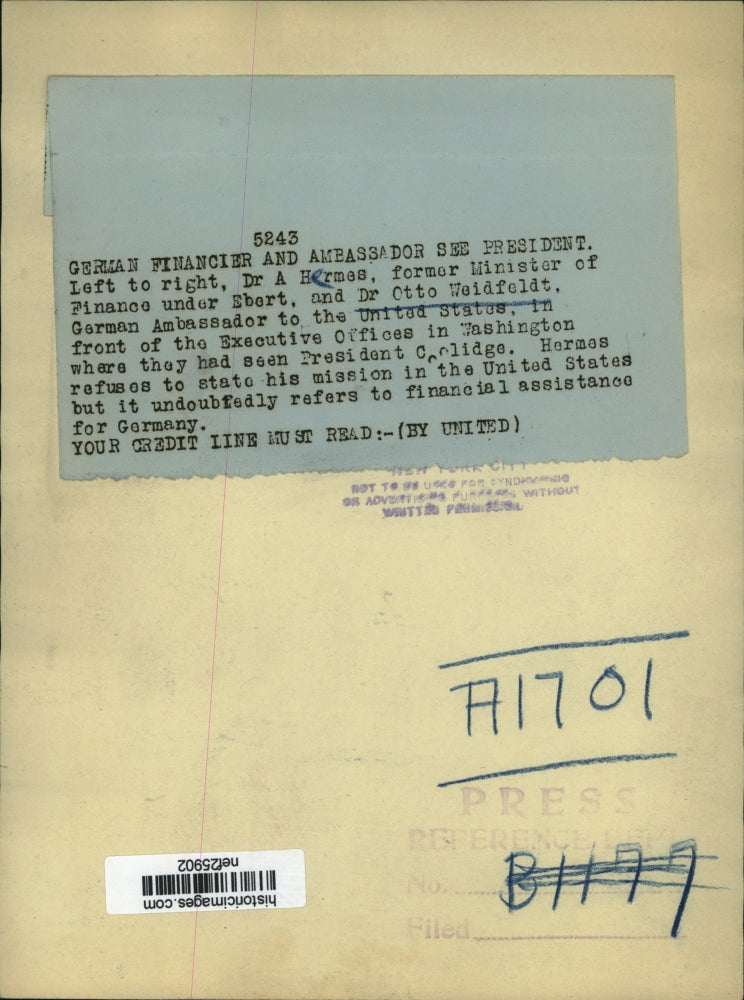 5243
GERMAN FINANCIER AND AMBASSADOR SEE PRESIDENT.
Left to right, Dr A Hermes, former Minister of
Finance under Ebert, and Dr Otto Weidfeldt,
German Ambassador to the United States, in
front of the Executive Offices in Washington
where they had seen President Coolidge. Hermes
refuses to state his mission in the United States
but it undoubfedly refers to financial assistance
for Germany.
YOUR CREDIT LINE MUST READ:-(BY UNITED)
NEW YORK CITY
NOT TO BE USED FOR SYNDICATING
OR ADVERTISING PURPOSES, WITHOUT
WRITTEN PERMISSION.
A1701
PRESS
REFERENCE DEPT
No. B1177
Filed
historicimages.com
nef25902